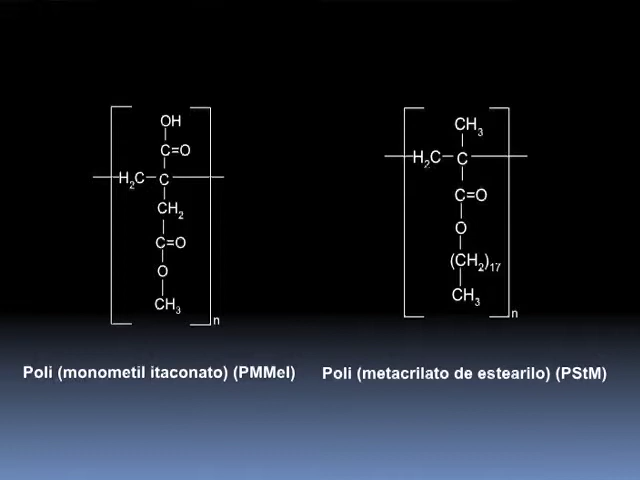 OH
C=O
H₂C–C
CH₂
C=O
O
CH₃
n
Poli (monometil itaconato) (PMMeI)
CH₃
H₂C–C
C=O
O
(CH₂)₁₇
CH₃
n
Poli (metacrilato de estearilo) (PStM)